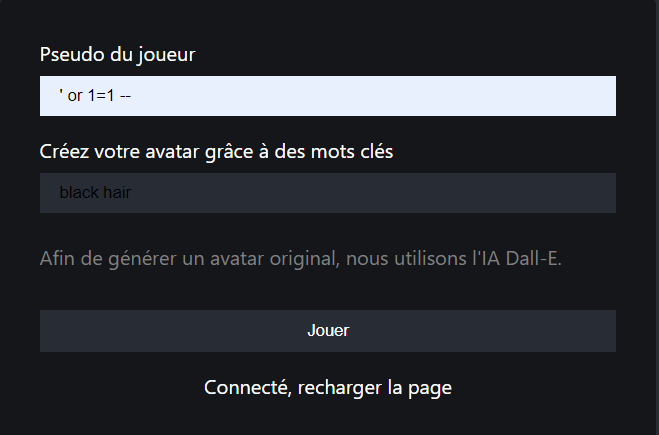 Pseudo du joueur
' or 1=1 --
Créez votre avatar grâce à des mots clés
black hair
Afin de générer un avatar original, nous utilisons l'IA Dall-E.
Jouer
Connecté, recharger la page